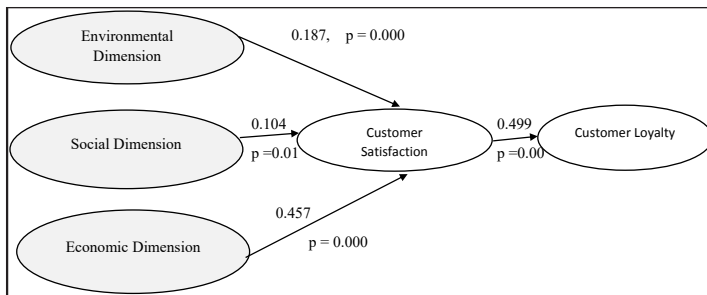 Environmental
Dimension
0.187, p = 0.000
Social Dimension
0.104
p =0.01
Customer
Satisfaction
0.499
p =0.00
Customer Loyalty
Economic Dimension
0.457
p = 0.000